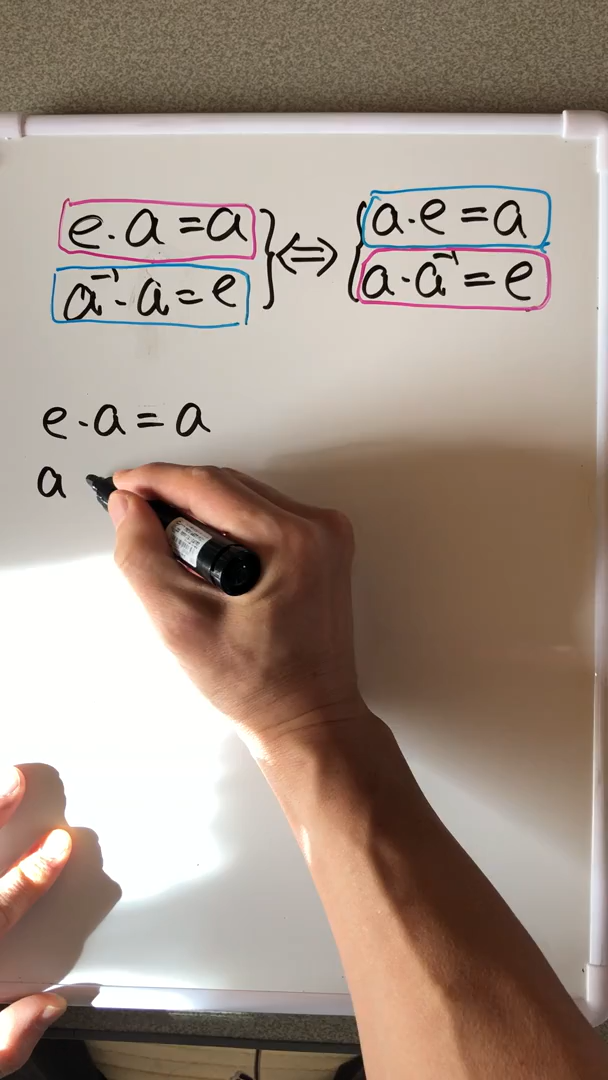 e · a = a
a⁻¹ · a = e
} ⇔ {
a · e = a
a · a⁻¹ = e
e · a = a
a